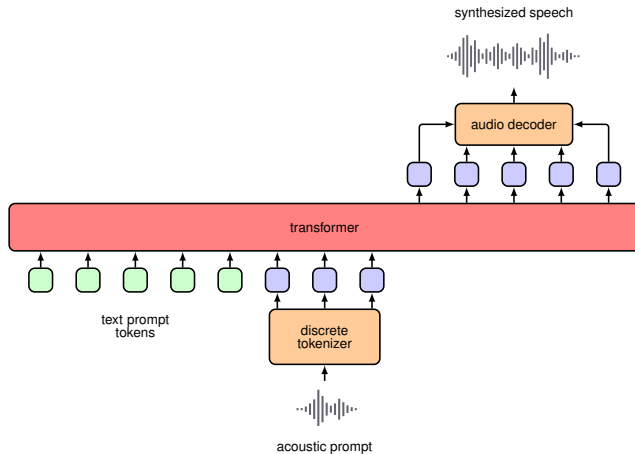 synthesized speech
audio decoder
transformer
text prompt
tokens
discrete
tokenizer
acoustic prompt